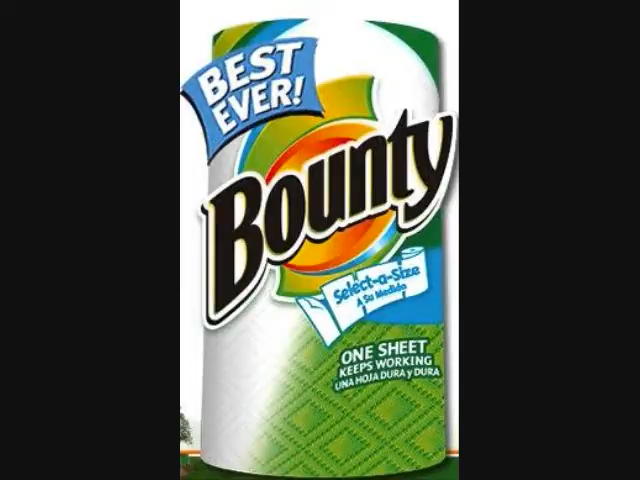 BEST
EVER!
Bounty
Select-a-Size
A Su Medida
ONE SHEET
KEEPS WORKING
UNA HOJA DURA y DURA